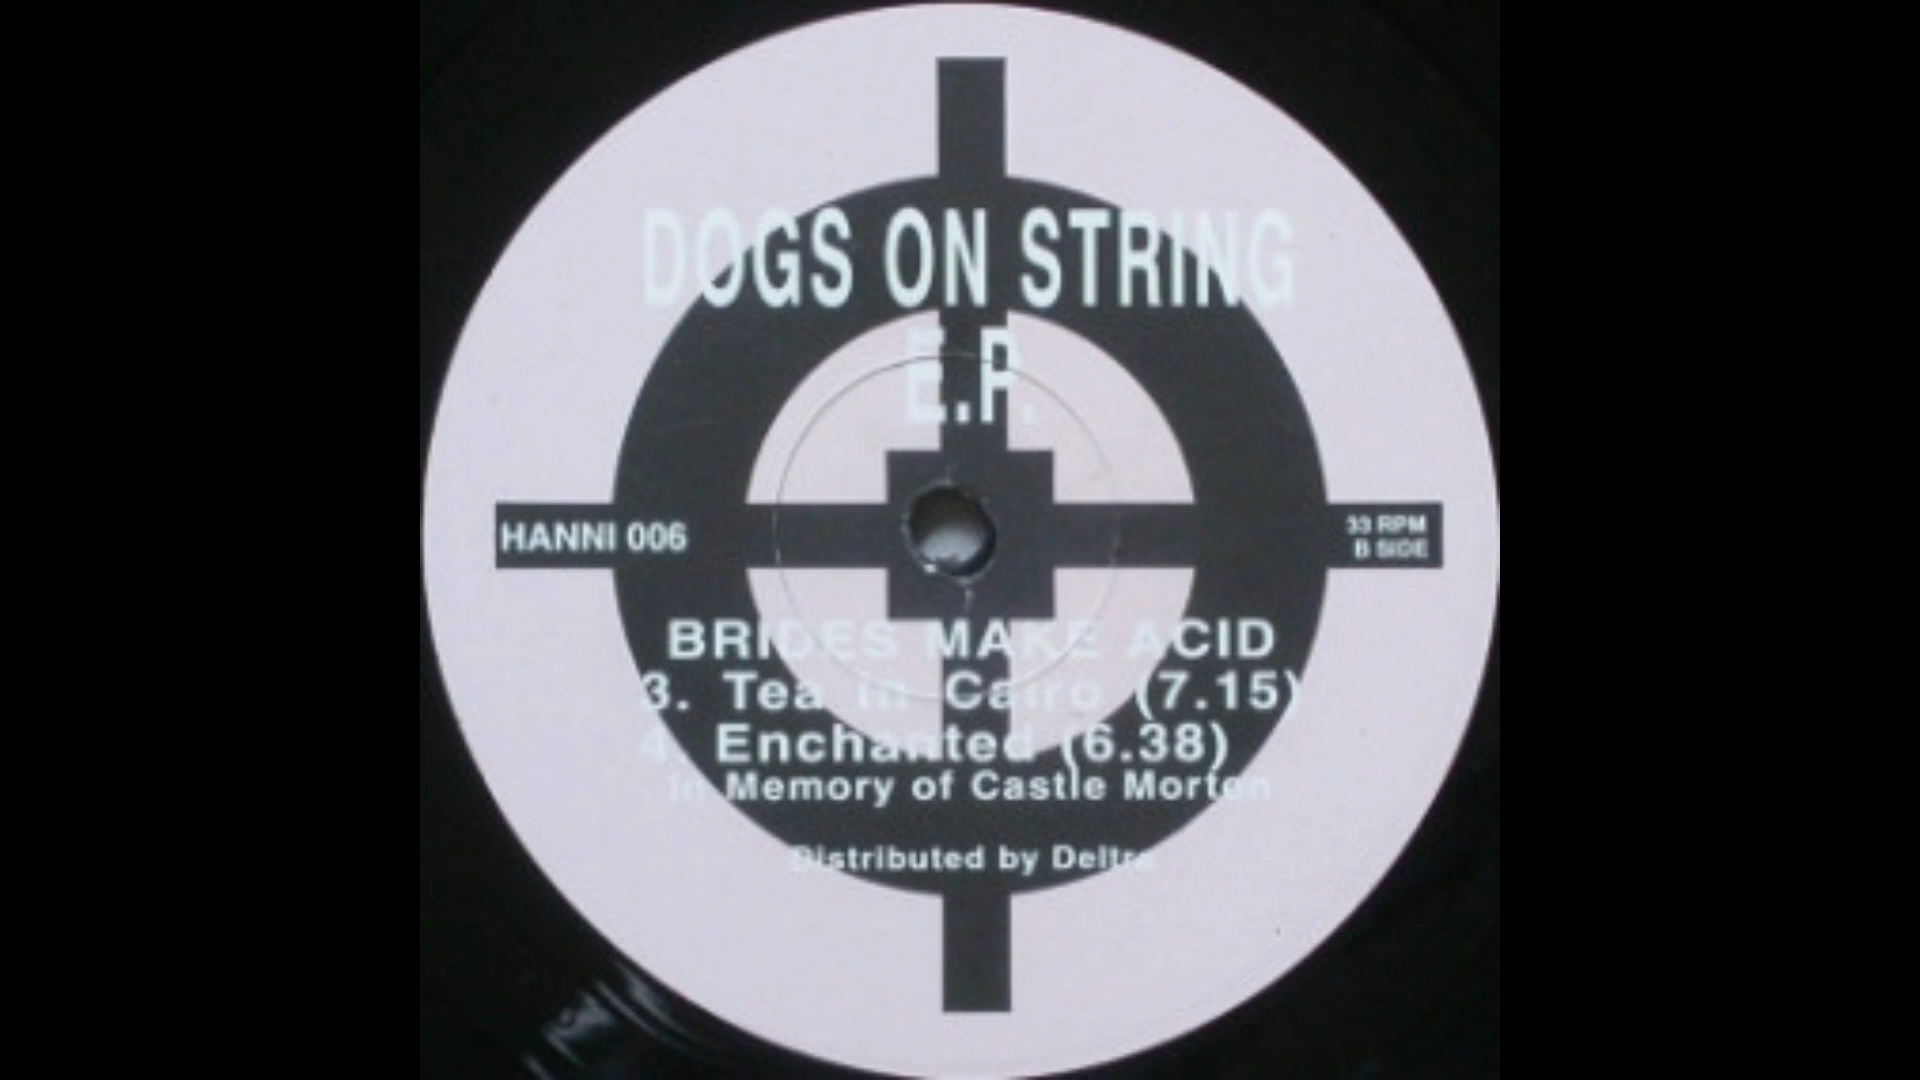 DOGS ON STRING
E.P.
HANNI 006
33 RPM
B SIDE
BRIDES MAKE ACID
3. Tea in Cairo (7.15)
4. Enchanted (6.38)
in Memory of Castle Morton
Distributed by Deltra